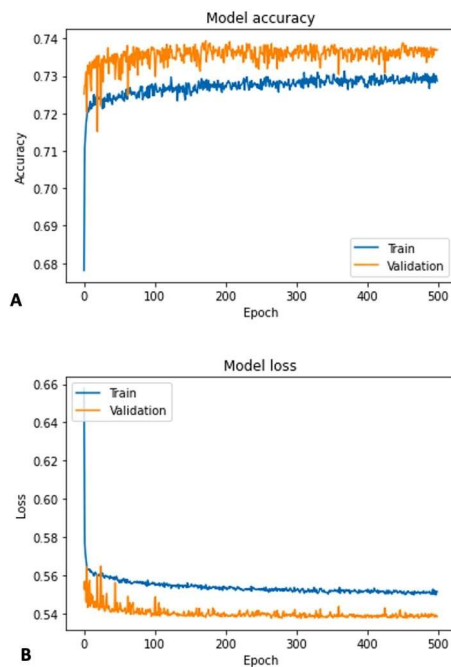 Model accuracy
0.74
0.73
0.72
0.71
0.70
0.69
0.68
Accuracy
Train
Validation
0 100 200 300 400 500
Epoch
A
Model loss
0.66
0.64
0.62
0.60
0.58
0.56
0.54
Loss
Train
Validation
0 100 200 300 400 500
Epoch
B